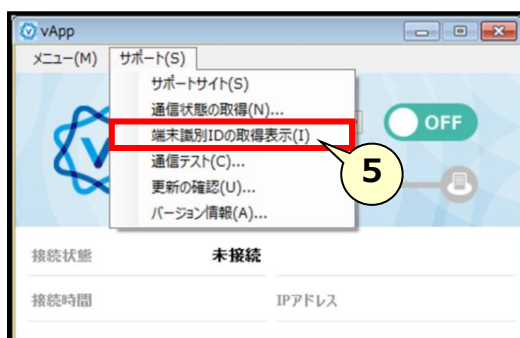 vApp
メニュー(M) サポート(S)
サポートサイト(S)
通信状態の取得(N)...
端末識別IDの取得表示(I)
通信テスト(C)...
更新の確認(U)...
バージョン情報(A)...
OFF
5
接続状態 未接続
接続時間 IPアドレス